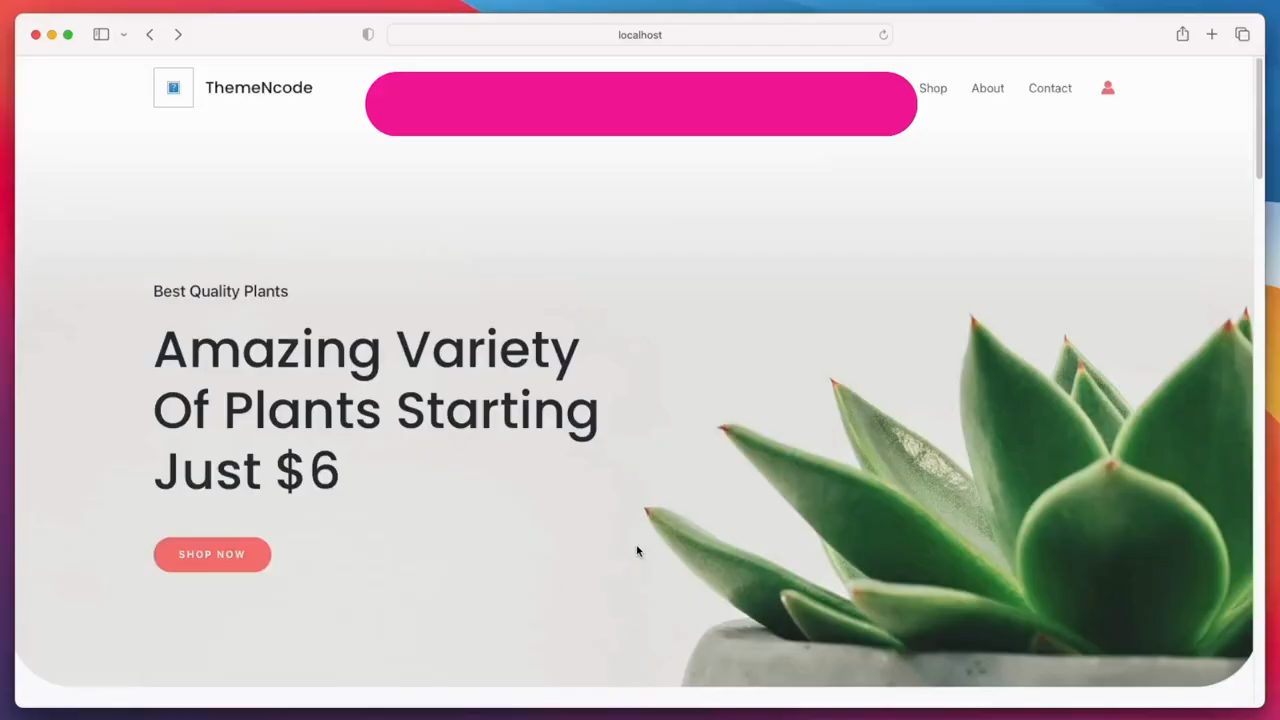 localhost
ThemeNcode
Shop About Contact
Best Quality Plants
Amazing Variety
Of Plants Starting
Just $6
SHOP NOW